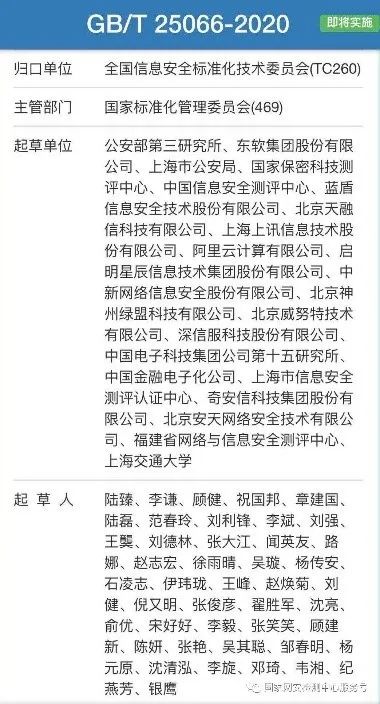 GB/T 25066-2020
即将实施
归口单位 全国信息安全标准化技术委员会(TC260)
主管部门 国家标准化管理委员会(469)
起草单位 公安部第三研究所、东软集团股份有限
公司、上海市公安局、国家保密科技测
评中心、中国信息安全测评中心、蓝盾
信息安全技术股份有限公司、北京天融
信科技有限公司、上海上讯信息技术股
份有限公司、阿里云计算有限公司、启
明星辰信息技术集团股份有限公司、中
新网络信息安全股份有限公司、北京神
州绿盟科技有限公司、北京威努特技术
有限公司、深信服科技股份有限公司、
中国电子科技集团公司第十五研究所、
中国金融电子化公司、上海市信息安全
测评认证中心、奇安信科技集团股份有
限公司、北京安天网络安全技术有限公
司、福建省网络与信息安全测评中心、
上海交通大学
起 草 人 陆臻、李谦、顾健、祝国邦、章建国、
陆磊、范春玲、刘利锋、李斌、刘强、
王龑、刘德林、张大江、闻英友、路
娜、赵志宏、徐雨晴、吴璇、杨传安、
石凌志、伊玮珑、王峰、赵焕菊、刘
健、倪又明、张俊彦、翟胜军、沈亮、
俞优、宋好好、李毅、张笑笑、顾建
新、陈妍、张艳、吴其聪、邹春明、杨
元原、沈清泓、李旋、邓琦、韦湘、纪
燕芳、银鹰
国家网安检测中心服务号